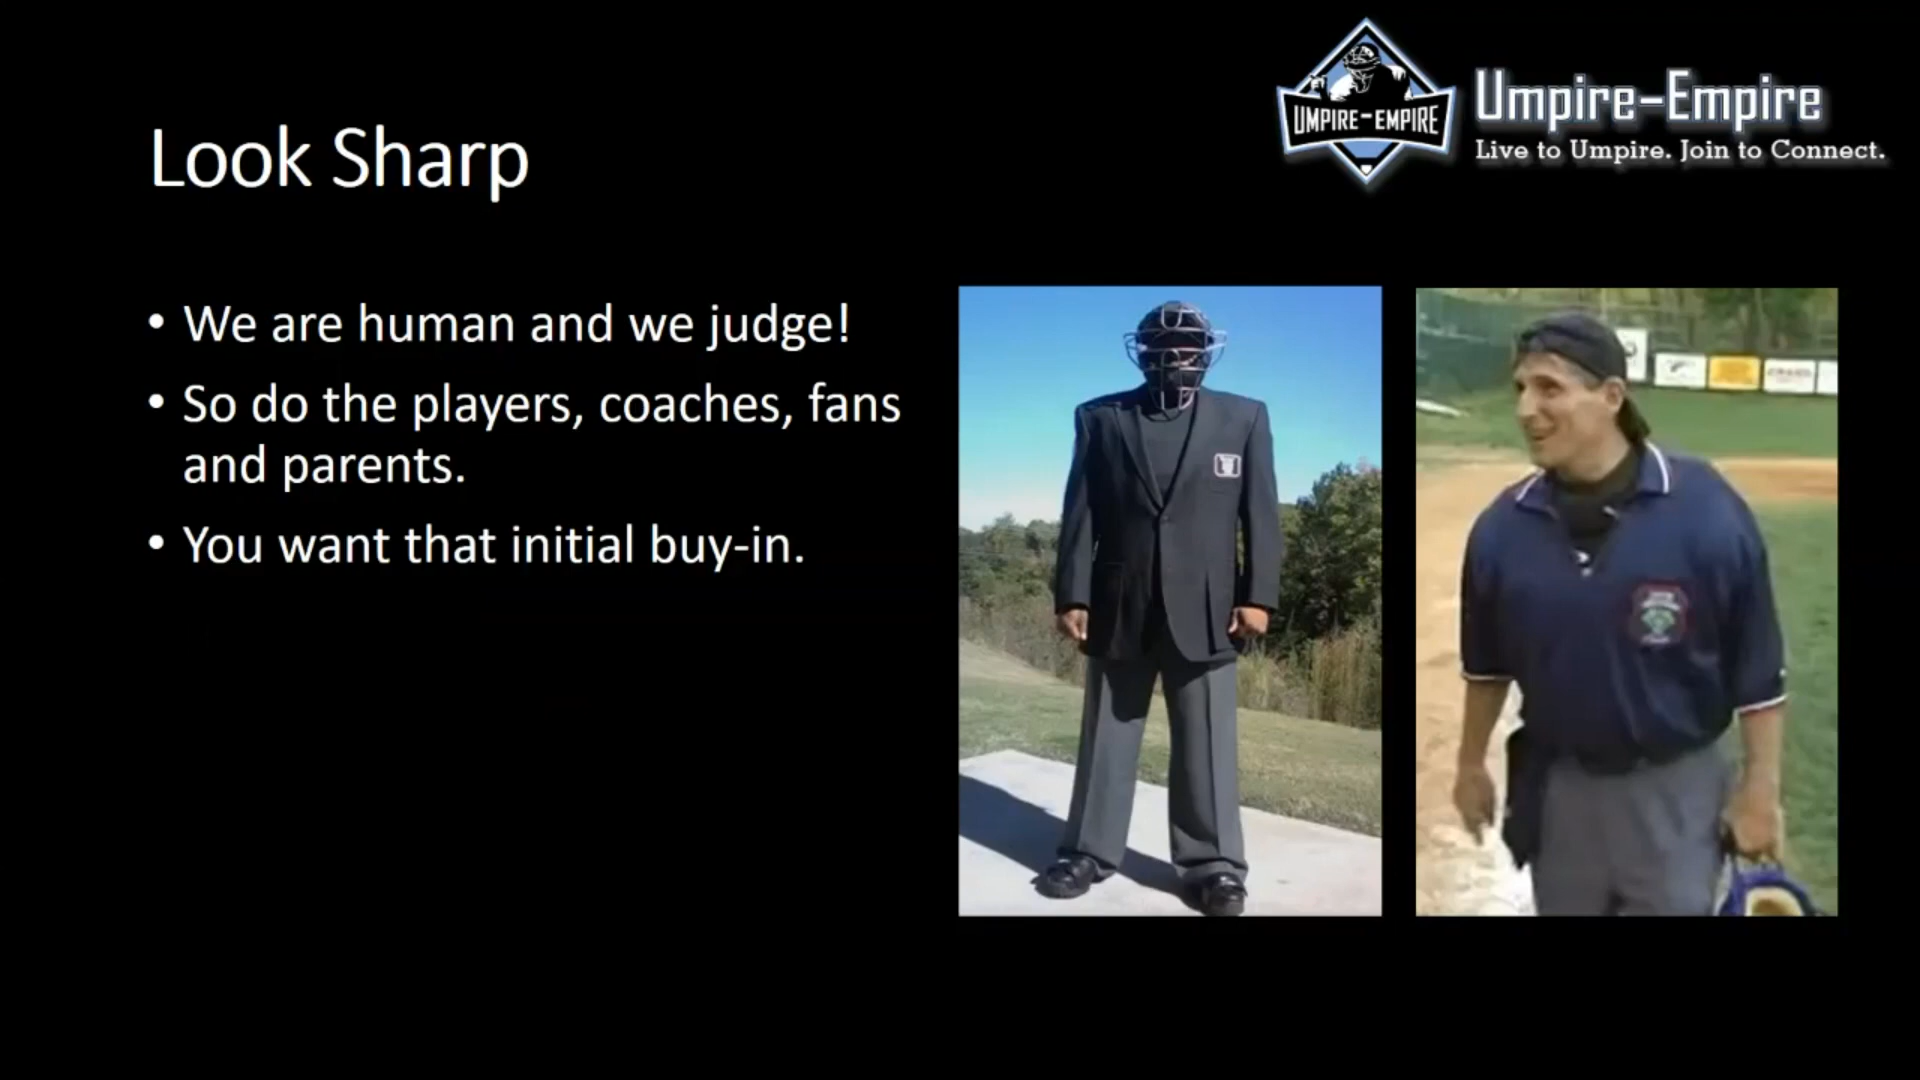 UMPIRE-EMPIRE
Umpire-Empire
Live to Umpire. Join to Connect.
Look Sharp
• We are human and we judge!
• So do the players, coaches, fans
and parents.
• You want that initial buy-in.